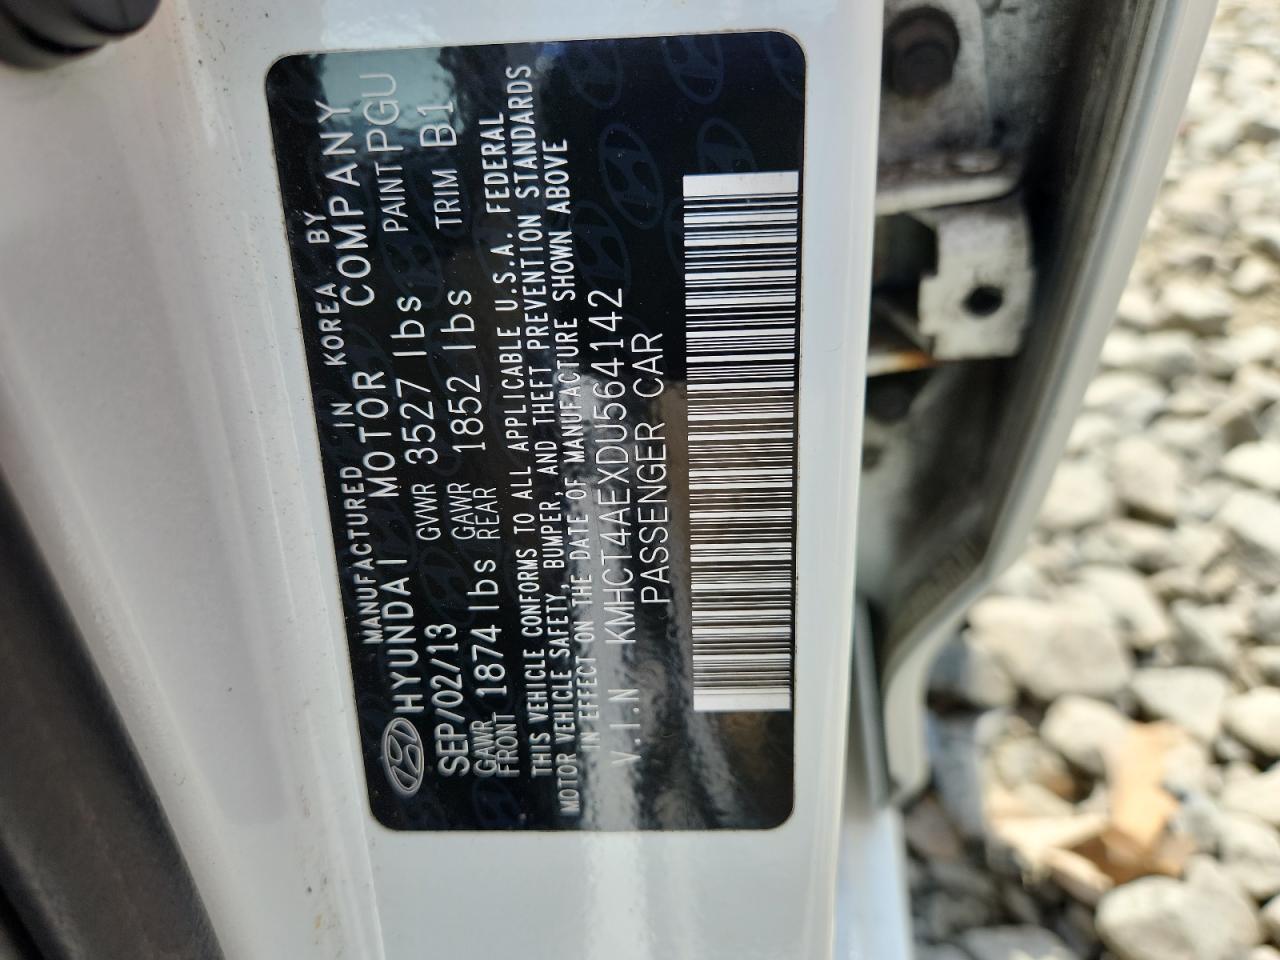 MANUFACTURED IN KOREA BY
HYUNDAI MOTOR COMPANY
SEP/02/13 GVWR 3527 lbs PAINT PGU
GAWR FRONT 1874 lbs GAWR REAR 1852 lbs TRIM B1
THIS VEHICLE CONFORMS TO ALL APPLICABLE U.S.A. FEDERAL
MOTOR VEHICLE SAFETY, BUMPER, AND THEFT PREVENTION STANDARDS
IN EFFECT ON THE DATE OF MANUFACTURE SHOWN ABOVE
V.I.N KMHCT4AEXDU564142
PASSENGER CAR